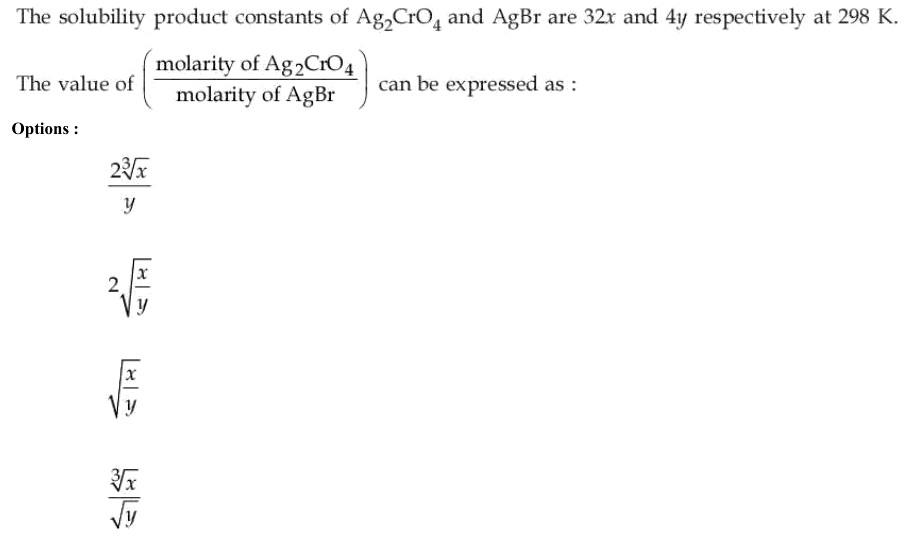 The solubility product constants of Ag₂CrO₄ and AgBr are 32x and 4y respectively at 298 K.
The value of (molarity of Ag₂CrO₄ / molarity of AgBr) can be expressed as :
Options :
2∛x / y
2√(x/y)
√(x/y)
∛x / √y